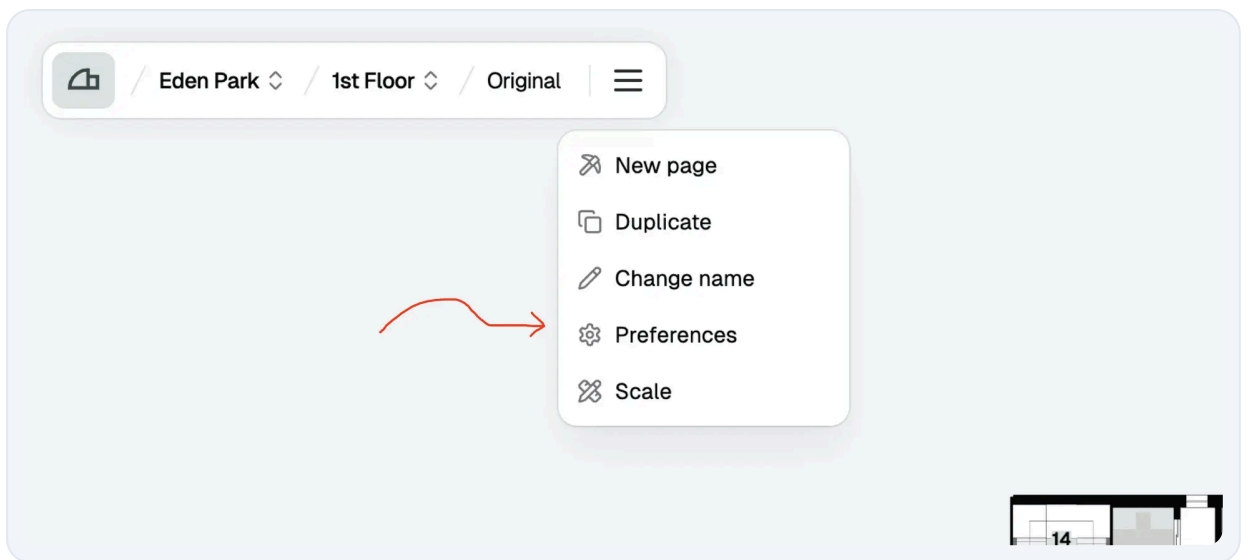 Eden Park / 1st Floor / Original
New page
Duplicate
Change name
Preferences
Scale
14